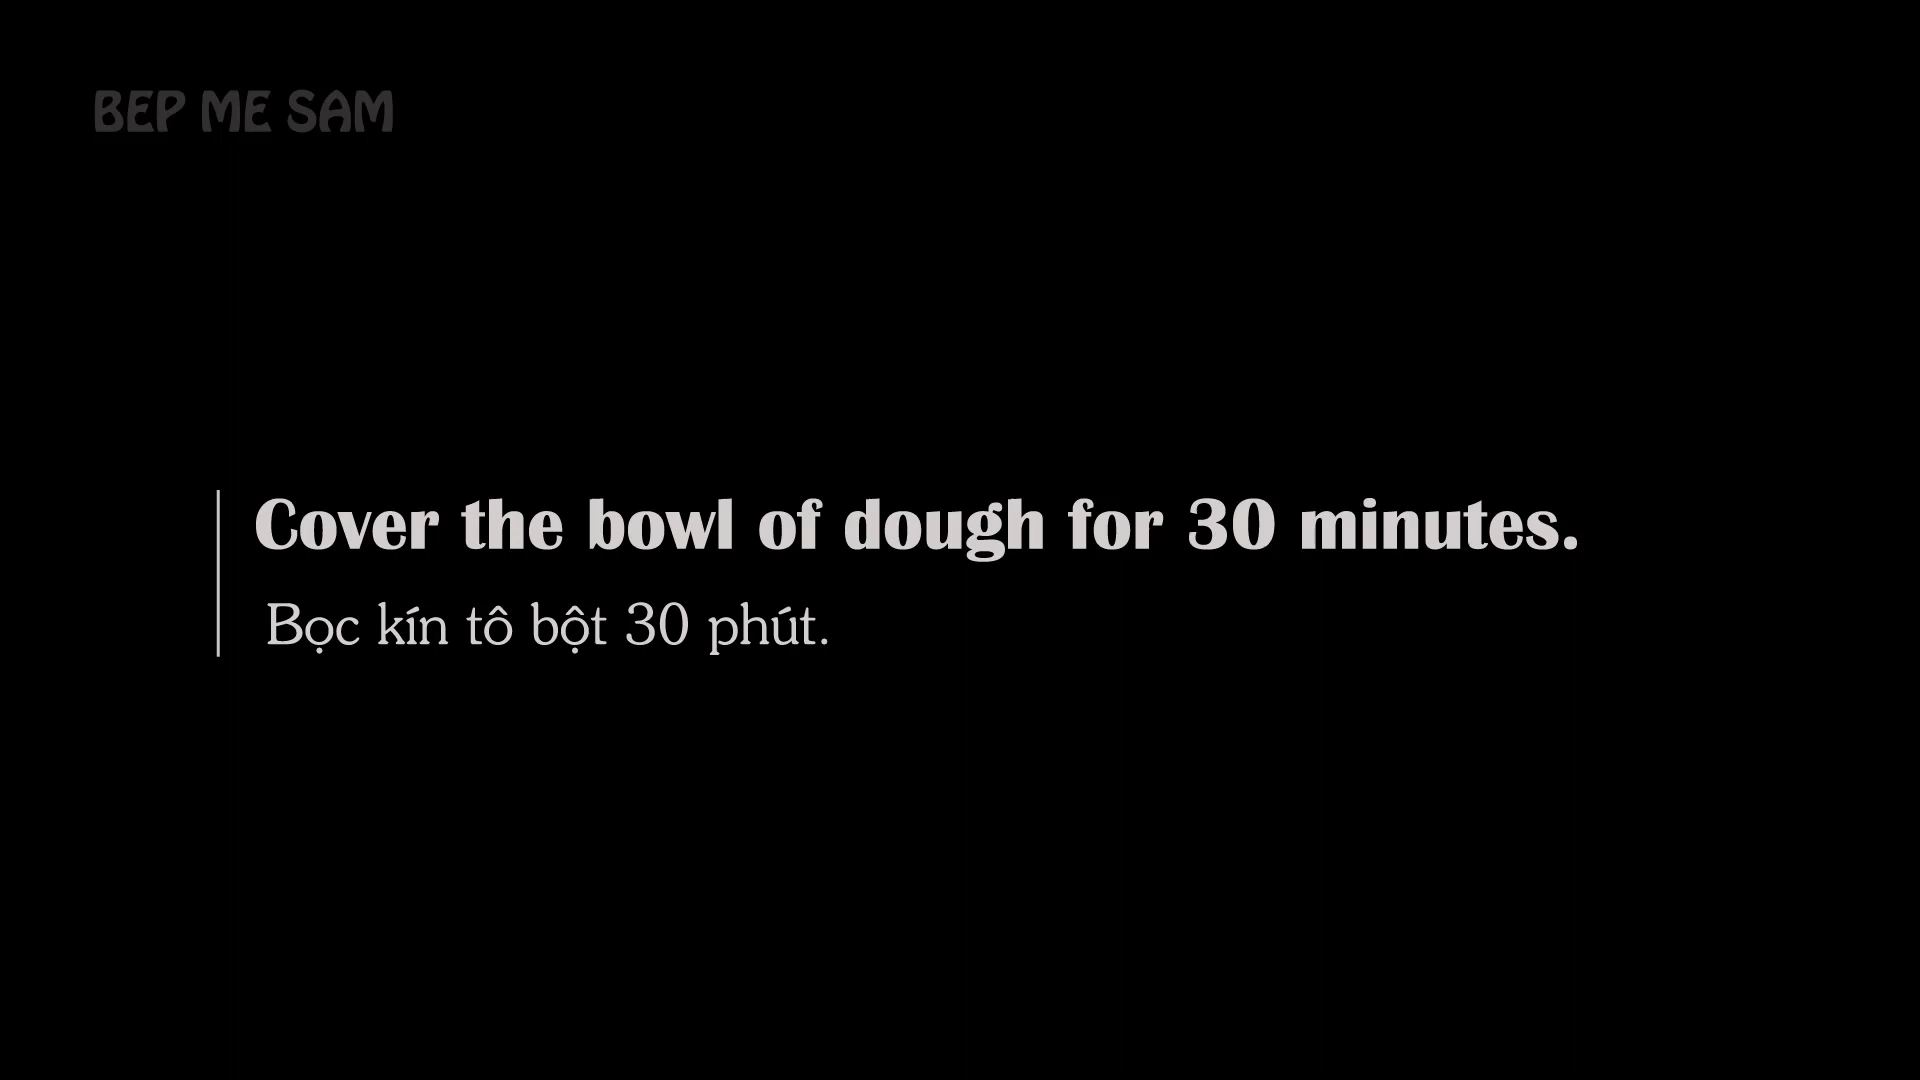 BEP ME SAM
Cover the bowl of dough for 30 minutes.
Bọc kín tô bột 30 phút.